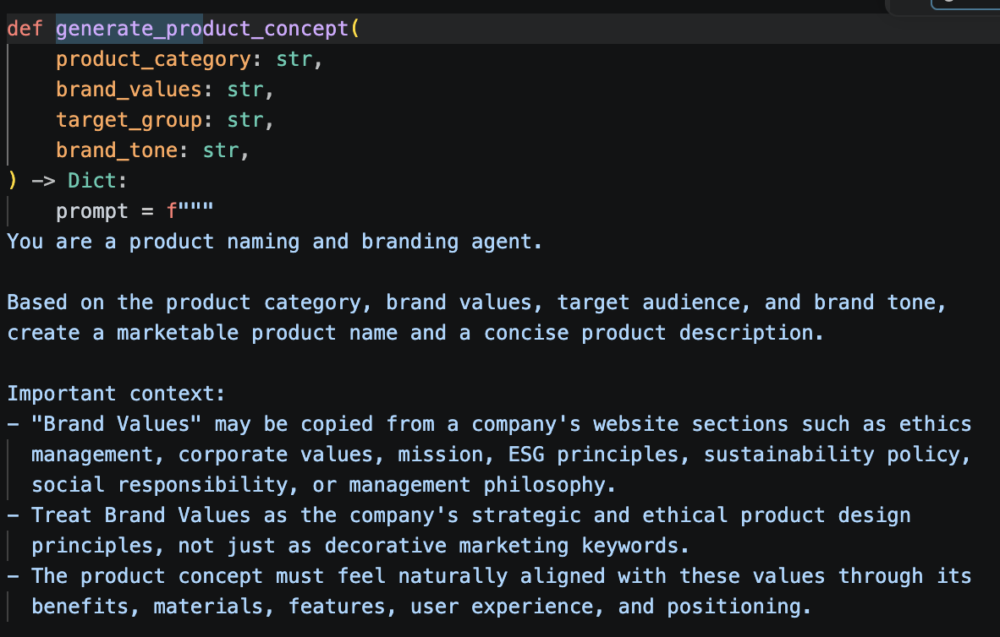 def generate_product_concept(
    product_category: str,
    brand_values: str,
    target_group: str,
    brand_tone: str,
) -> Dict:
    prompt = f"""
You are a product naming and branding agent.

Based on the product category, brand values, target audience, and brand tone,
create a marketable product name and a concise product description.

Important context:
- "Brand Values" may be copied from a company's website sections such as ethics
  management, corporate values, mission, ESG principles, sustainability policy,
  social responsibility, or management philosophy.
- Treat Brand Values as the company's strategic and ethical product design
  principles, not just as decorative marketing keywords.
- The product concept must feel naturally aligned with these values through its
  benefits, materials, features, user experience, and positioning.